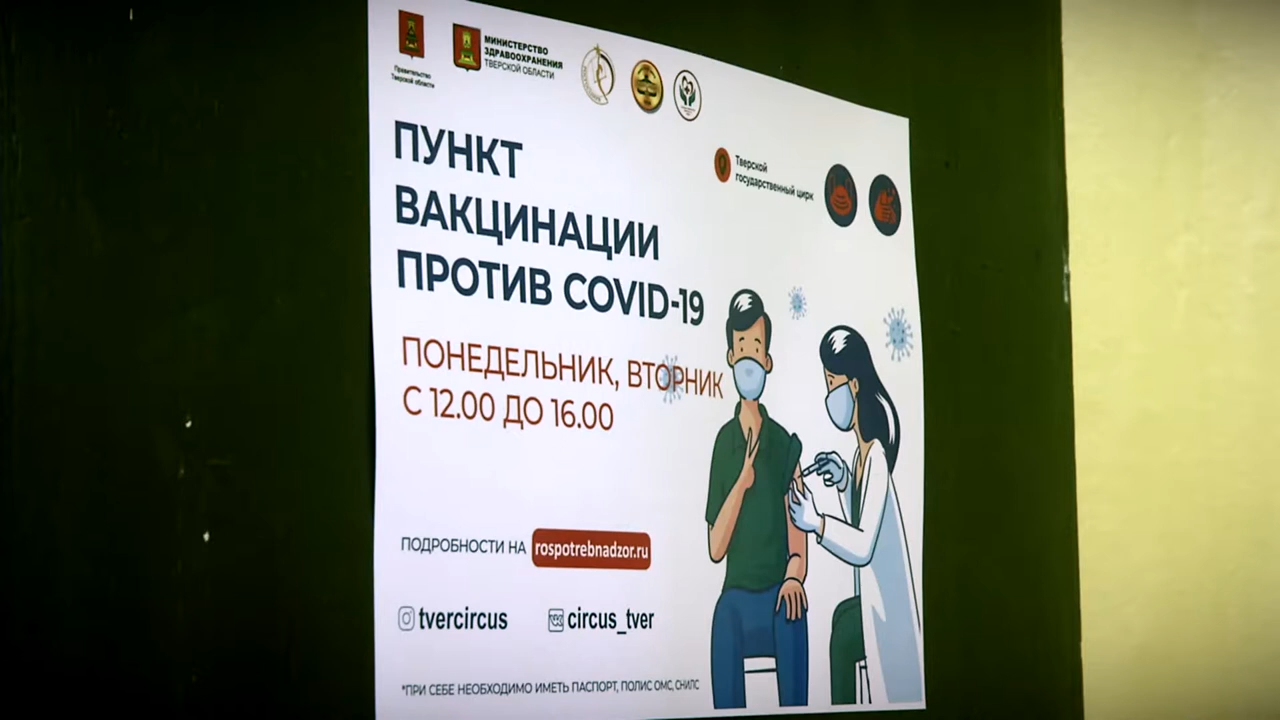 Правительство
Тверской области
МИНИСТЕРСТВО
ЗДРАВООХРАНЕНИЯ
ТВЕРСКОЙ ОБЛАСТИ
Тверской
государственный цирк
ПУНКТ
ВАКЦИНАЦИИ
ПРОТИВ COVID-19
ПОНЕДЕЛЬНИК, ВТОРНИК
С 12.00 ДО 16.00
ПОДРОБНОСТИ НА rospotrebnadzor.ru
tvercircus circus_tver
*ПРИ СЕБЕ НЕОБХОДИМО ИМЕТЬ ПАСПОРТ, ПОЛИС ОМС, СНИЛС